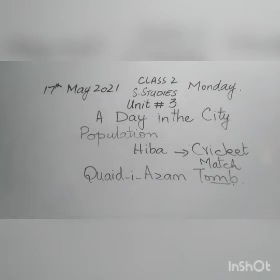 CLASS 2
17th May 2021 S.STUDIES Monday.
Unit # 3
A Day in the City
Population
Hiba → Cricket
Match
Quaid-i-Azam Tomb.
InShOt